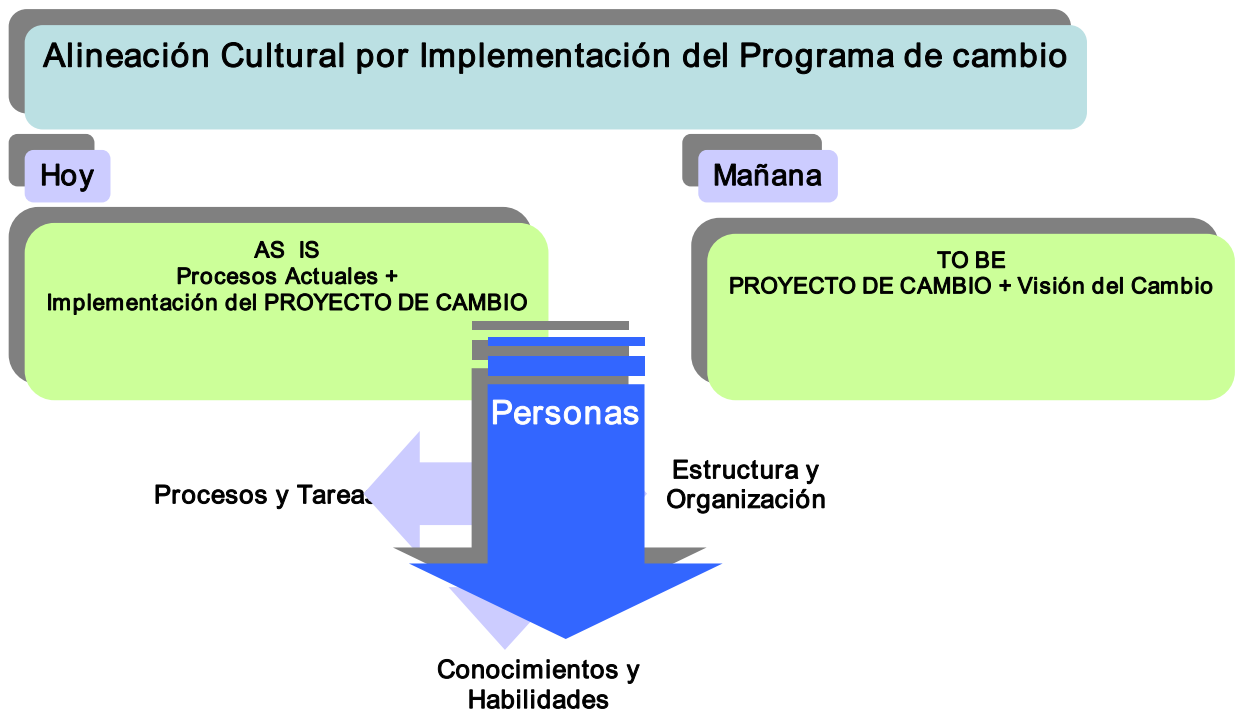 Alineación Cultural por Implementación del Programa de cambio
Hoy
Mañana
AS IS
Procesos Actuales +
Implementación del PROYECTO DE CAMBIO
TO BE
PROYECTO DE CAMBIO + Visión del Cambio
Personas
Procesos y Tareas
Estructura y
Organización
Conocimientos y
Habilidades